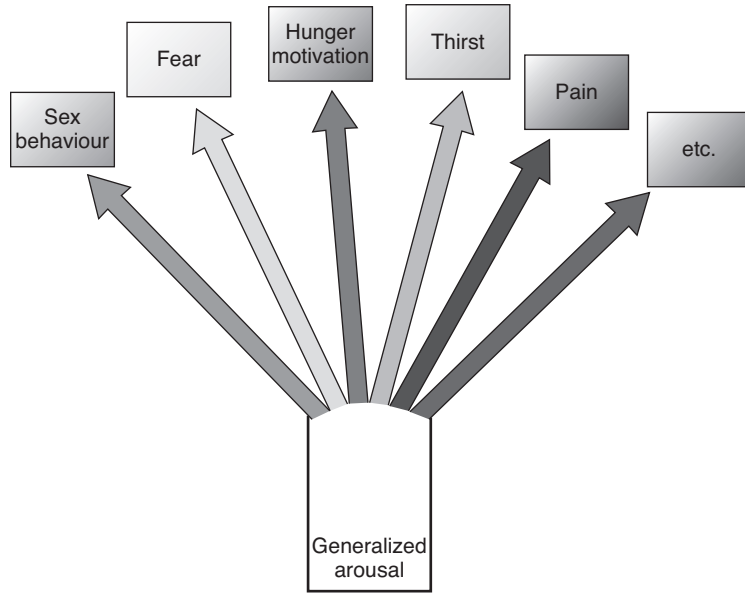 Sex
behaviour
Fear
Hunger
motivation
Thirst
Pain
etc.
Generalized
arousal